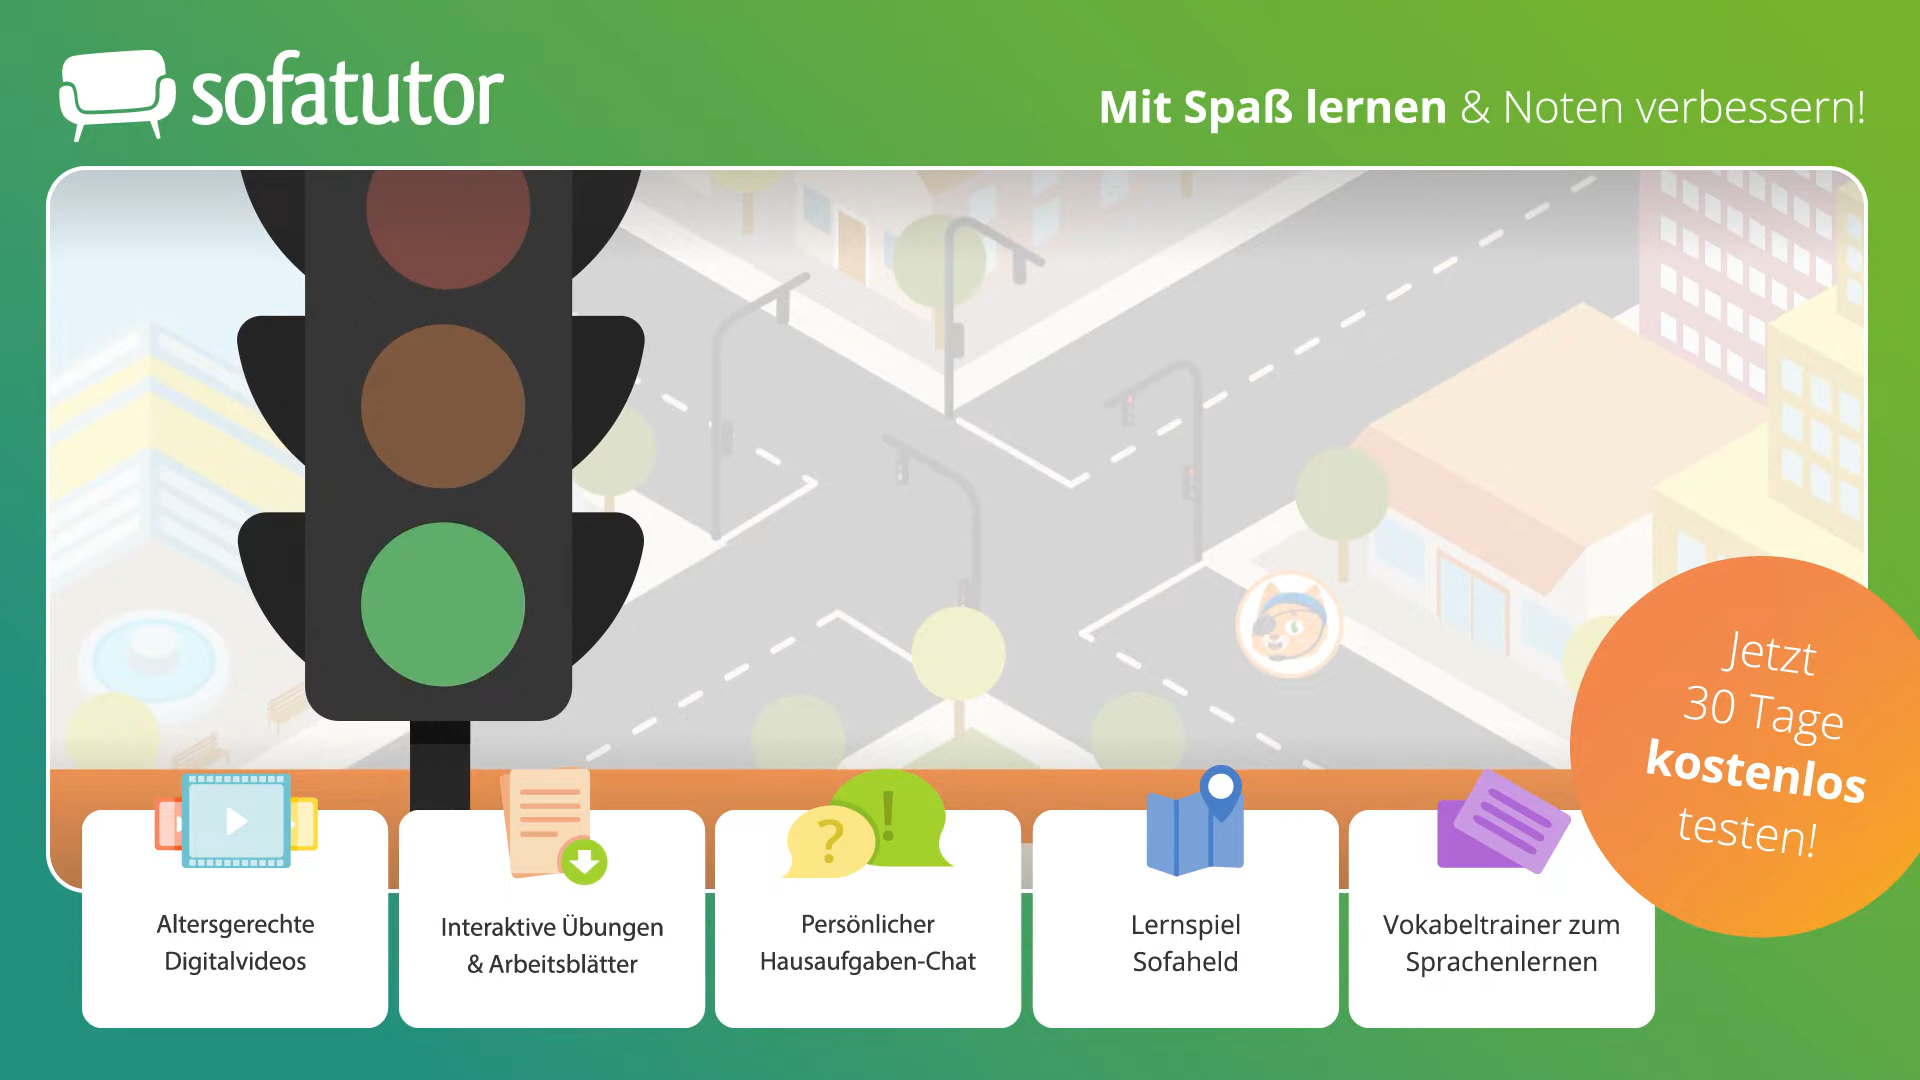 sofatutor
Mit Spaß lernen & Noten verbessern!
? !
Jetzt
30 Tage
kostenlos
testen!
Altersgerechte
Digitalvideos
Interaktive Übungen
& Arbeitsblätter
Persönlicher
Hausaufgaben-Chat
Lernspiel
Sofaheld
Vokabeltrainer zum
Sprachenlernen